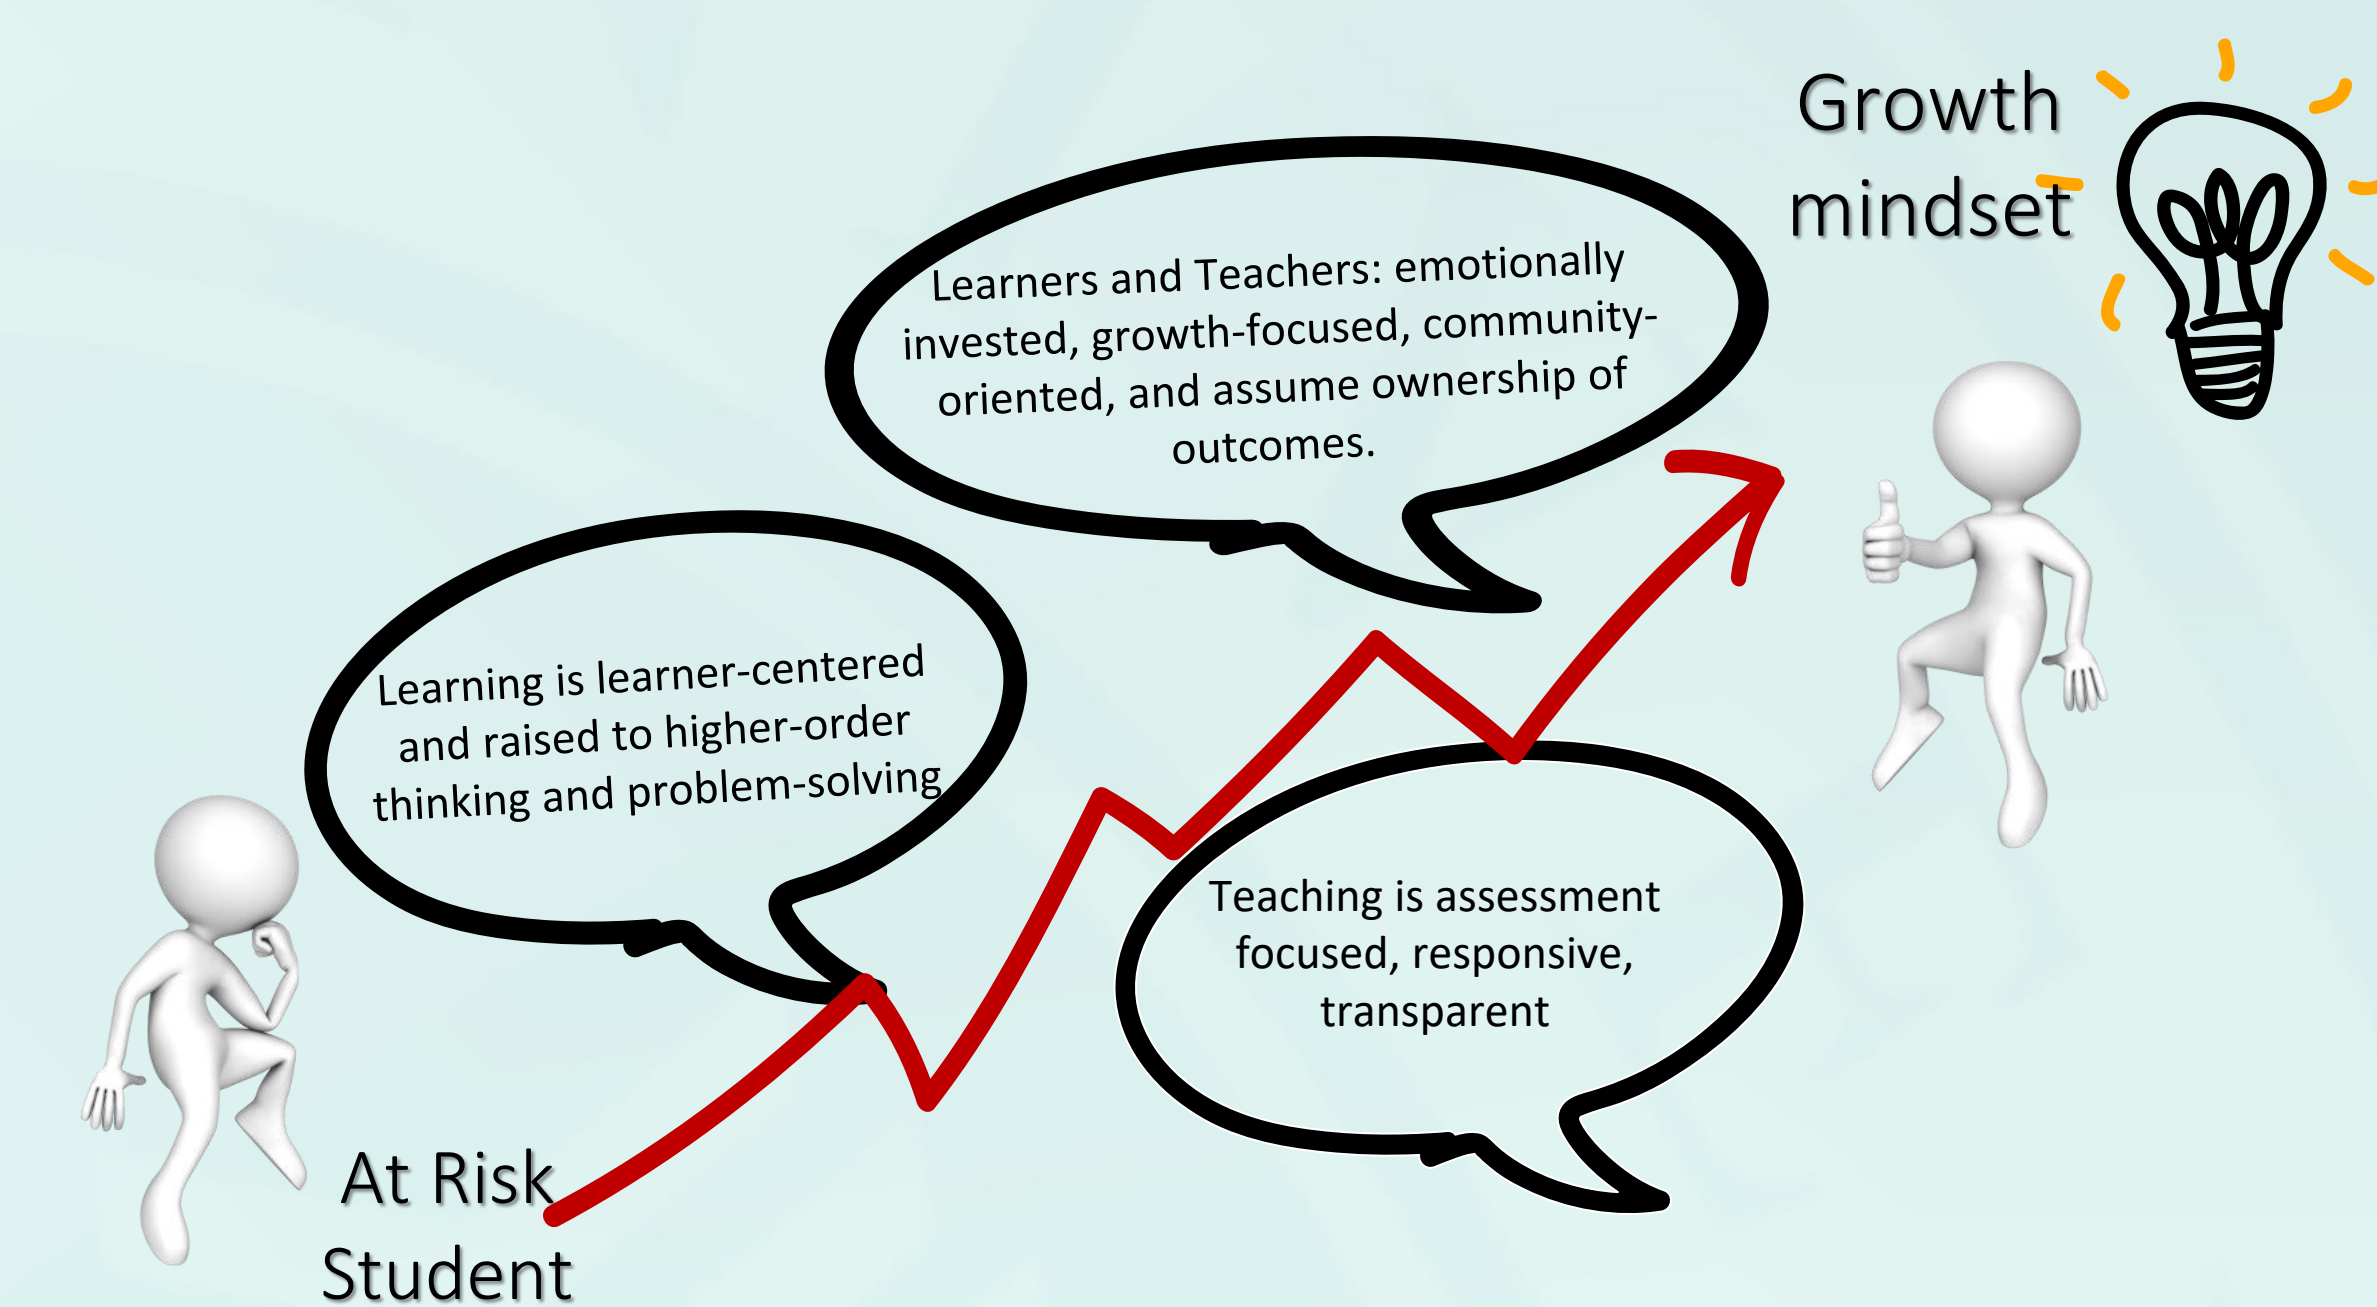 Growth
mindset
Learners and Teachers: emotionally
invested, growth-focused, community-
oriented, and assume ownership of
outcomes.
Learning is learner-centered
and raised to higher-order
thinking and problem-solving
Teaching is assessment
focused, responsive,
transparent
At Risk
Student